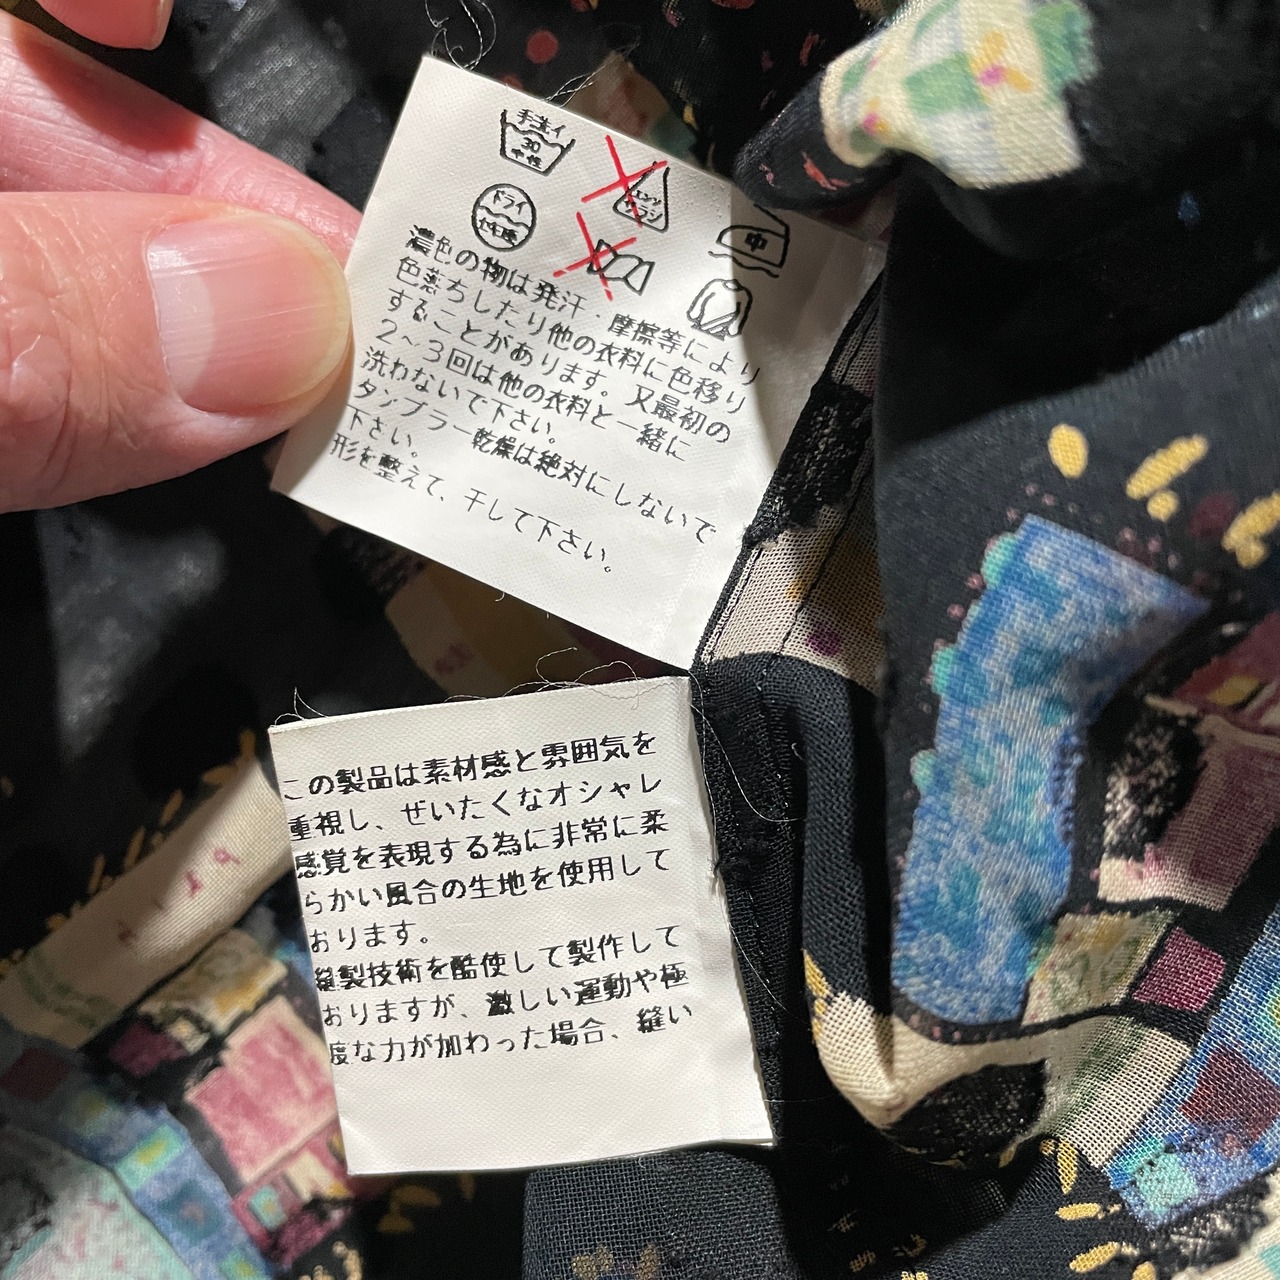 手洗イ
30
中性
エンソ
サラシ
中
ドライ
セキユ系
濃色の物は発汗・摩擦等により
色落ちしたり他の衣料に色移り
することがあります。又最初の
2～3回は他の衣料と一緒に
洗わないで下さい。
タンブラー乾燥は絶対にしないで
下さい。
形を整えて、干して下さい。
この製品は素材感と雰囲気を
重視し、ぜいたくなオシャレ
感覚を表現する為に非常に柔
らかい風合の生地を使用して
おります。
縫製技術を酷使して製作して
おりますが、激しい運動や極
度な力が加わった場合、縫い